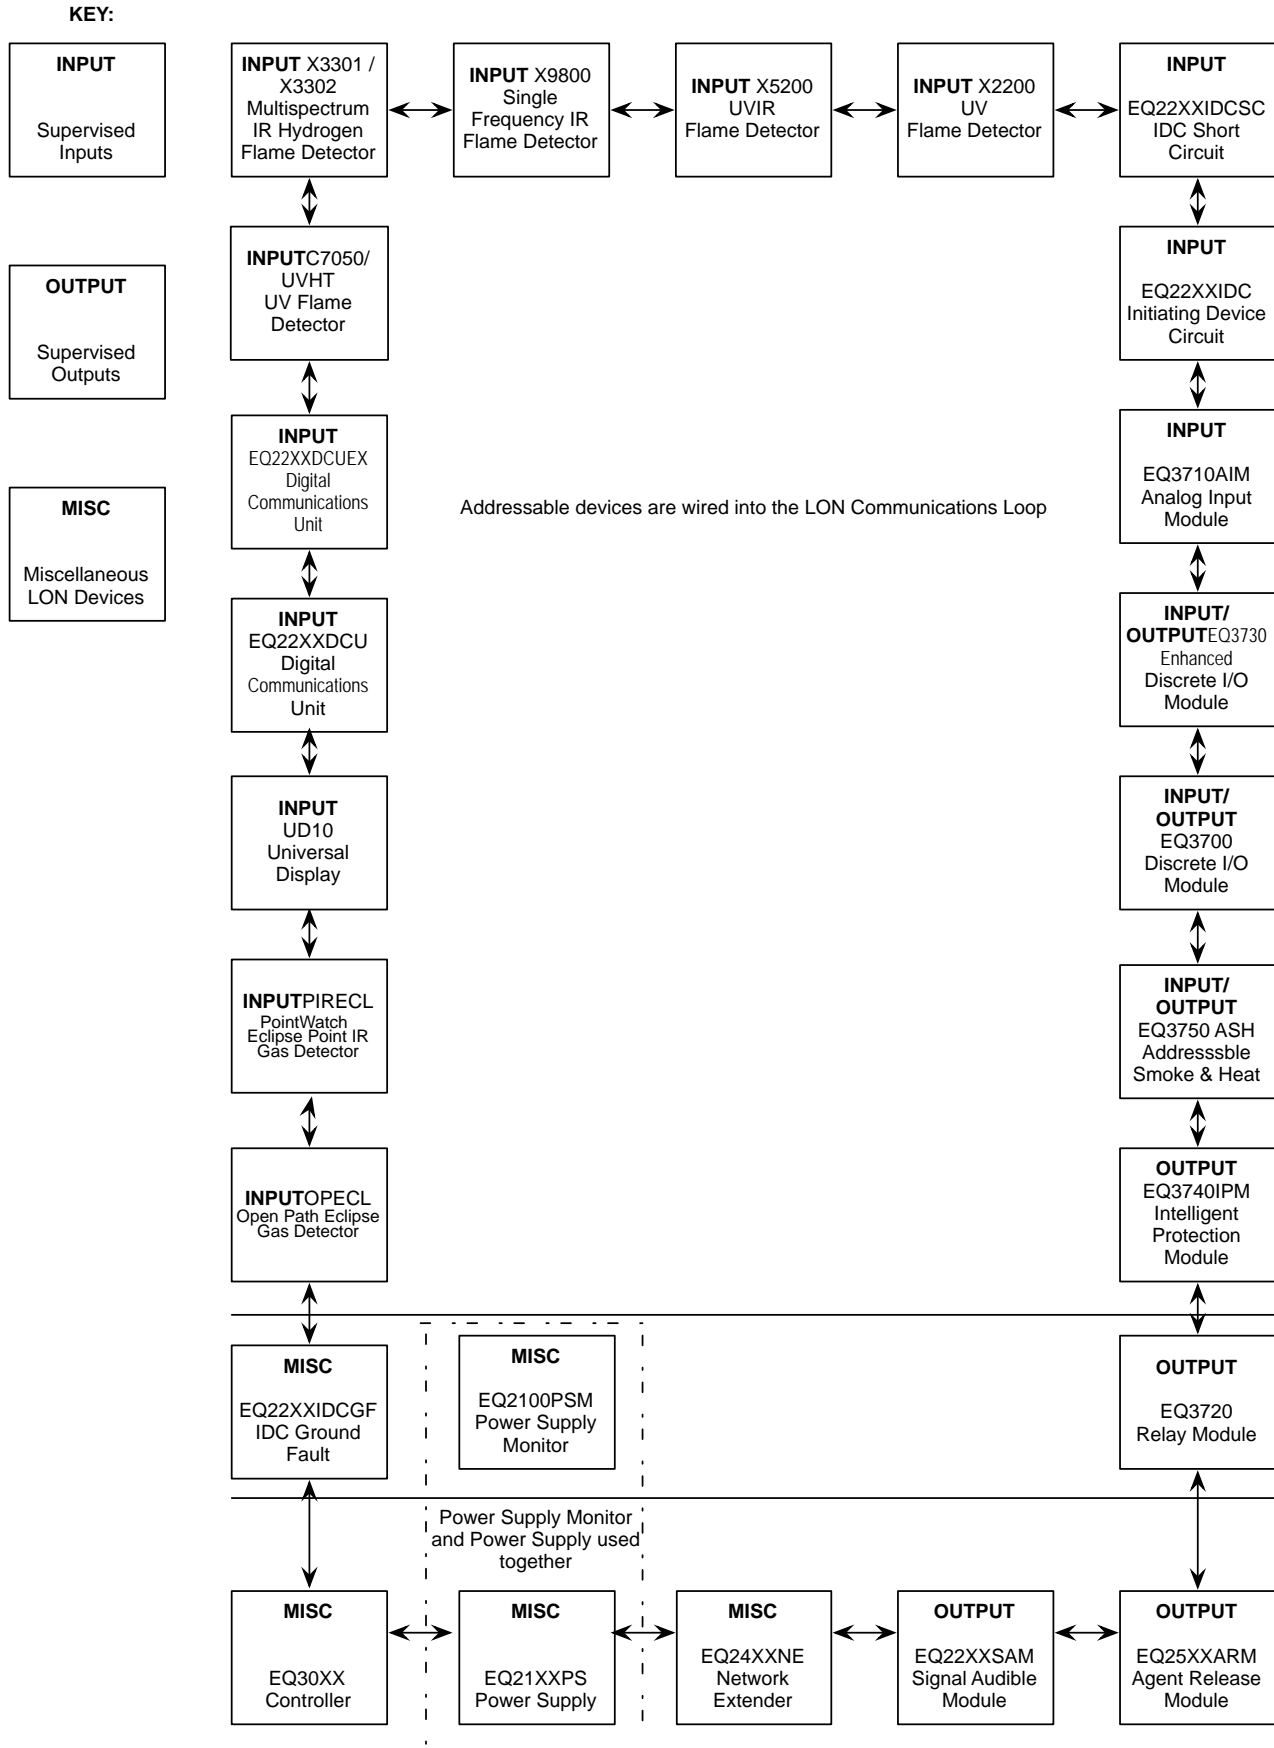 KEY:
INPUT
Supervised
Inputs
OUTPUT
Supervised
Outputs
MISC
Miscellaneous
LON Devices
INPUT X3301 /
X3302
Multispectrum
IR Hydrogen
Flame Detector
INPUT X9800
Single
Frequency IR
Flame Detector
INPUT X5200
UVIR
Flame Detector
INPUT X2200
UV
Flame Detector
INPUT
EQ22XXIDCSC
IDC Short
Circuit
INPUTC7050/
UVHT
UV Flame
Detector
INPUT
EQ22XXIDC
Initiating Device
Circuit
INPUT
EQ22XXDCUEX
Digital
Communications
Unit
Addressable devices are wired into the LON Communications Loop
INPUT
EQ3710AIM
Analog Input
Module
INPUT
EQ22XXDCU
Digital
Communications
Unit
INPUT/
OUTPUTEQ3730
Enhanced
Discrete I/O
Module
INPUT
UD10
Universal
Display
INPUT/
OUTPUT
EQ3700
Discrete I/O
Module
INPUTPIRECL
PointWatch
Eclipse Point IR
Gas Detector
INPUT/
OUTPUT
EQ3750 ASH
Addresssble
Smoke & Heat
INPUTOPECL
Open Path Eclipse
Gas Detector
OUTPUT
EQ3740IPM
Intelligent
Protection
Module
MISC
EQ22XXIDCGF
IDC Ground
Fault
MISC
EQ2100PSM
Power Supply
Monitor
OUTPUT
EQ3720
Relay Module
Power Supply Monitor
and Power Supply used
together
MISC
EQ30XX
Controller
MISC
EQ21XXPS
Power Supply
MISC
EQ24XXNE
Network
Extender
OUTPUT
EQ22XXSAM
Signal Audible
Module
OUTPUT
EQ25XXARM
Agent Release
Module